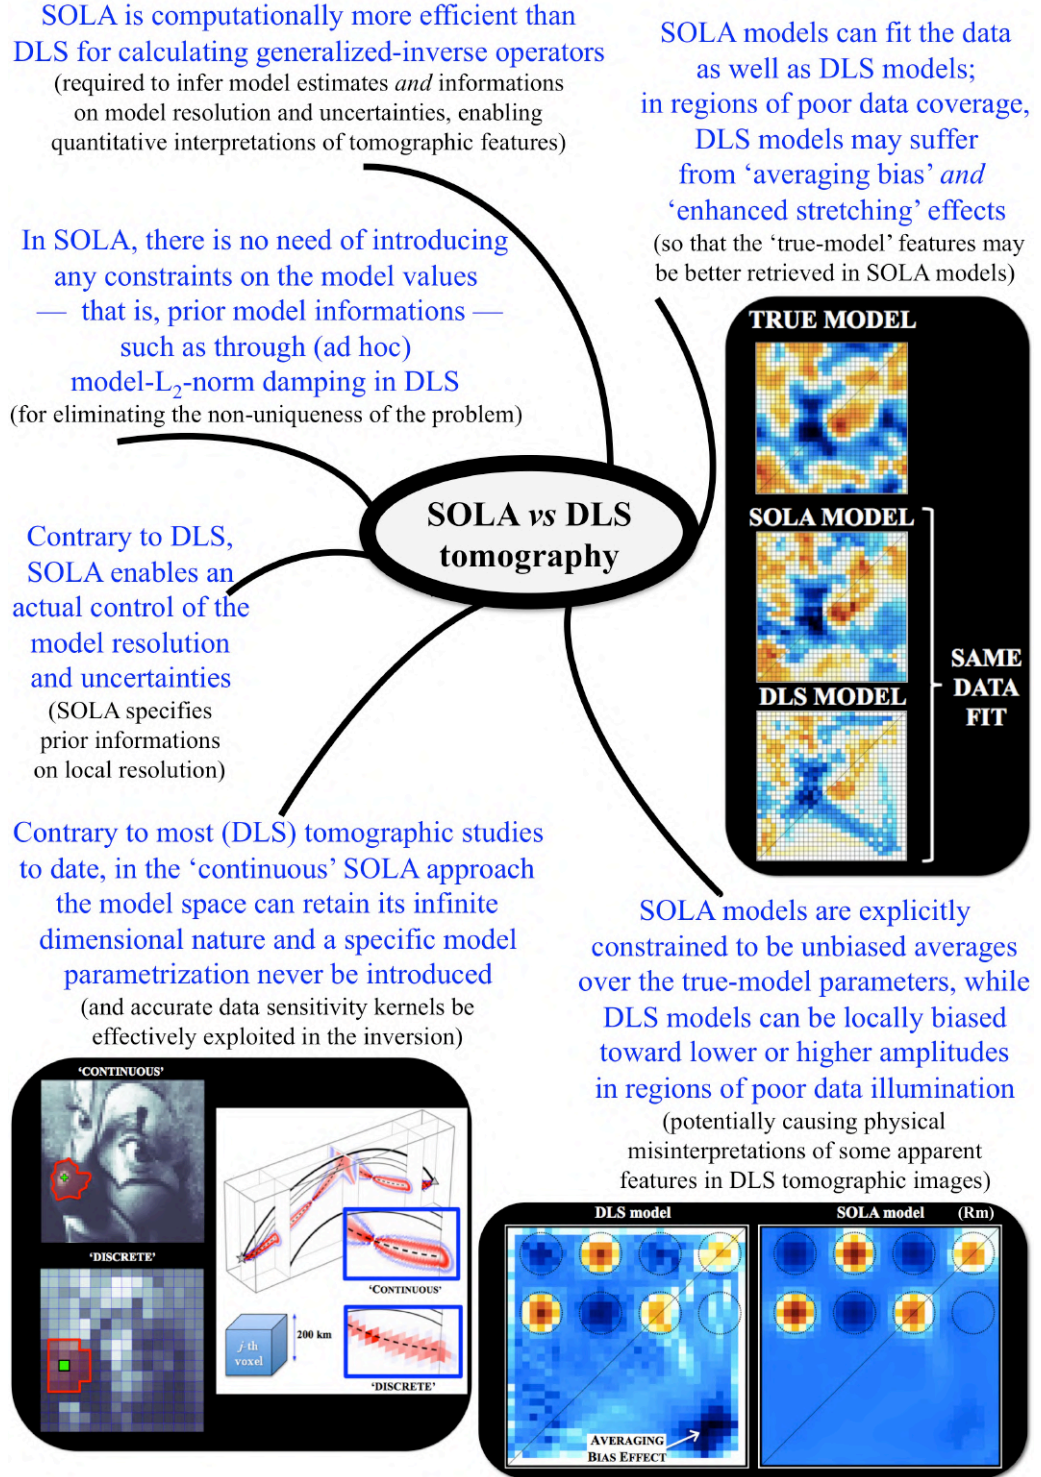 SOLA is computationally more efficient than
DLS for calculating generalized-inverse operators
(required to infer model estimates and informations
on model resolution and uncertainties, enabling
quantitative interpretations of tomographic features)
SOLA models can fit the data
as well as DLS models;
in regions of poor data coverage,
DLS models may suffer
from ‘averaging bias’ and
‘enhanced stretching’ effects
(so that the ‘true-model’ features may
be better retrieved in SOLA models)
In SOLA, there is no need of introducing
any constraints on the model values
— that is, prior model informations —
such as through (ad hoc)
model-L2-norm damping in DLS
(for eliminating the non-uniqueness of the problem)
TRUE MODEL
SOLA MODEL
DLS MODEL
SAME
DATA
FIT
SOLA vs DLS
tomography
Contrary to DLS,
SOLA enables an
actual control of the
model resolution
and uncertainties
(SOLA specifies
prior informations
on local resolution)
Contrary to most (DLS) tomographic studies
to date, in the ‘continuous’ SOLA approach
the model space can retain its infinite
dimensional nature and a specific model
parametrization never be introduced
(and accurate data sensitivity kernels be
effectively exploited in the inversion)
‘CONTINUOUS’
‘DISCRETE’
‘CONTINUOUS’
j-th
voxel
200 km
‘DISCRETE’
SOLA models are explicitly
constrained to be unbiased averages
over the true-model parameters, while
DLS models can be locally biased
toward lower or higher amplitudes
in regions of poor data illumination
(potentially causing physical
misinterpretations of some apparent
features in DLS tomographic images)
DLS model
SOLA model (Rm)
AVERAGING
BIAS EFFECT